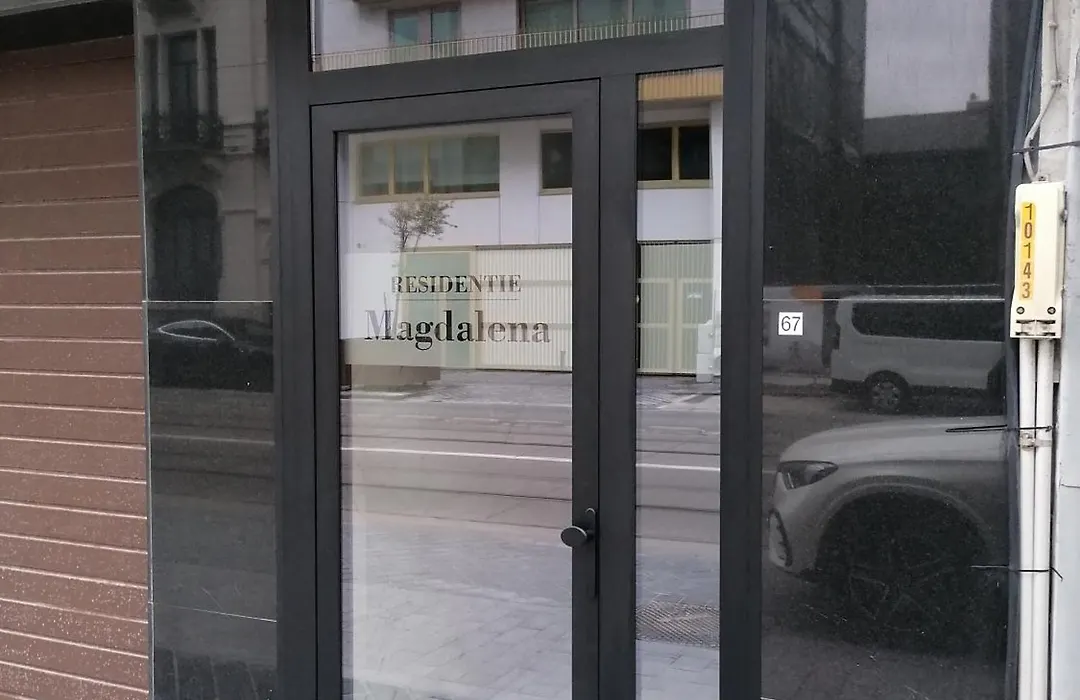 RESIDENTIE
Magdalena
67
10143